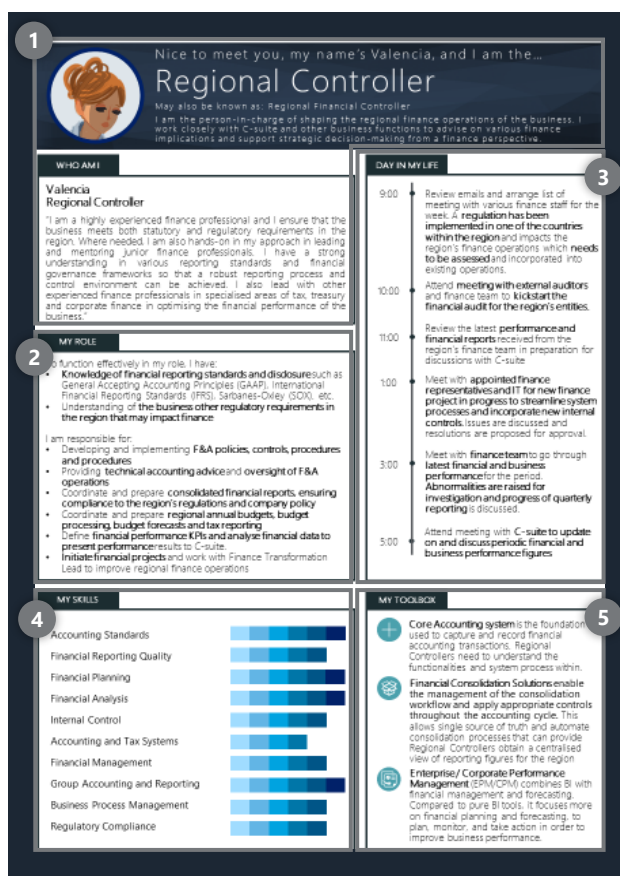 1
Nice to meet you, my name's Valencia, and I am the...
Regional Controller
May also be known as: Regional Financial Controller
I am the person-in-charge of shaping the regional finance operations of the business. I
work closely with C-suite and other business functions to advise on various finance
implications and support strategic decision-making from a finance perspective.
WHO AM I
Valencia
Regional Controller
"I am a highly experienced finance professional and I ensure that the
business meets both statutory and regulatory requirements in the
region. Where needed, I am also hands-on in my approach in leading
and mentoring junior finance professionals. I have a strong
understanding in various reporting standards and financial
governance frameworks so that a robust reporting process and
control environment can be achieved. I also lead with other
experienced finance professionals in specialised areas of tax, treasury
and corporate finance in optimising the financial performance of the
business."
2
MY ROLE
To function effectively in my role, I have:
• Knowledge of financial reporting standards and disclosure such as
General Accepting Accounting Principles (GAAP), International
Financial Reporting Standards (IFRS), Sarbanes-Oxley (SOX), etc.
• Understanding of the business other regulatory requirements in
the region that may impact finance
I am responsible for:
• Developing and implementing F&A policies, controls, procedures
and procedures
• Providing technical accounting advice and oversight of F&A
operations
• Coordinate and prepare consolidated financial reports, ensuring
compliance to the region's regulations and company policy
• Coordinate and prepare regional annual budgets, budget
processing, budget forecasts and tax reporting
• Define financial performance KPIs and analyse financial data to
present performance results to C-suite.
• Initiate financial projects and work with Finance Transformation
Lead to improve regional finance operations
3
DAY IN MY LIFE
9:00 Review emails and arrange list of
meeting with various finance staff for the
week. A regulation has been
implemented in one of the countries
within the region and impacts the
region's finance operations which needs
to be assessed and incorporated into
existing operations.
10:00 Attend meeting with external auditors
and finance team to kickstart the
financial audit for the region's entities.
11:00 Review the latest performance and
financial reports received from the
region's finance team in preparation for
discussions with C-suite
1:00 Meet with appointed finance
representatives and IT for new finance
project in progress to streamline system
processes and incorporate new internal
controls. Issues are discussed and
resolutions are proposed for approval.
3:00 Meet with finance team to go through
latest financial and business
performance for the period.
Abnormalities are raised for
investigation and progress of quarterly
reporting is discussed.
5:00 Attend meeting with C-suite to update
on and discuss periodic financial and
business performance figures
4
MY SKILLS
Accounting Standards
Financial Reporting Quality
Financial Planning
Financial Analysis
Internal Control
Accounting and Tax Systems
Financial Management
Group Accounting and Reporting
Business Process Management
Regulatory Compliance
5
MY TOOLBOX
Core Accounting system is the foundation
used to capture and record financial
accounting transactions. Regional
Controllers need to understand the
functionalities and system process within.
Financial Consolidation Solutions enable
the management of the consolidation
workflow and apply appropriate controls
throughout the accounting cycle. This
allows single source of truth and automate
consolidation processes that can provide
Regional Controllers obtain a centralised
view of reporting figures for the region
Enterprise/ Corporate Performance
Management (EPM/CPM) combines BI with
financial management and forecasting.
Compared to pure BI tools, it focuses more
on financial planning and forecasting, to
plan, monitor, and take action in order to
improve business performance.